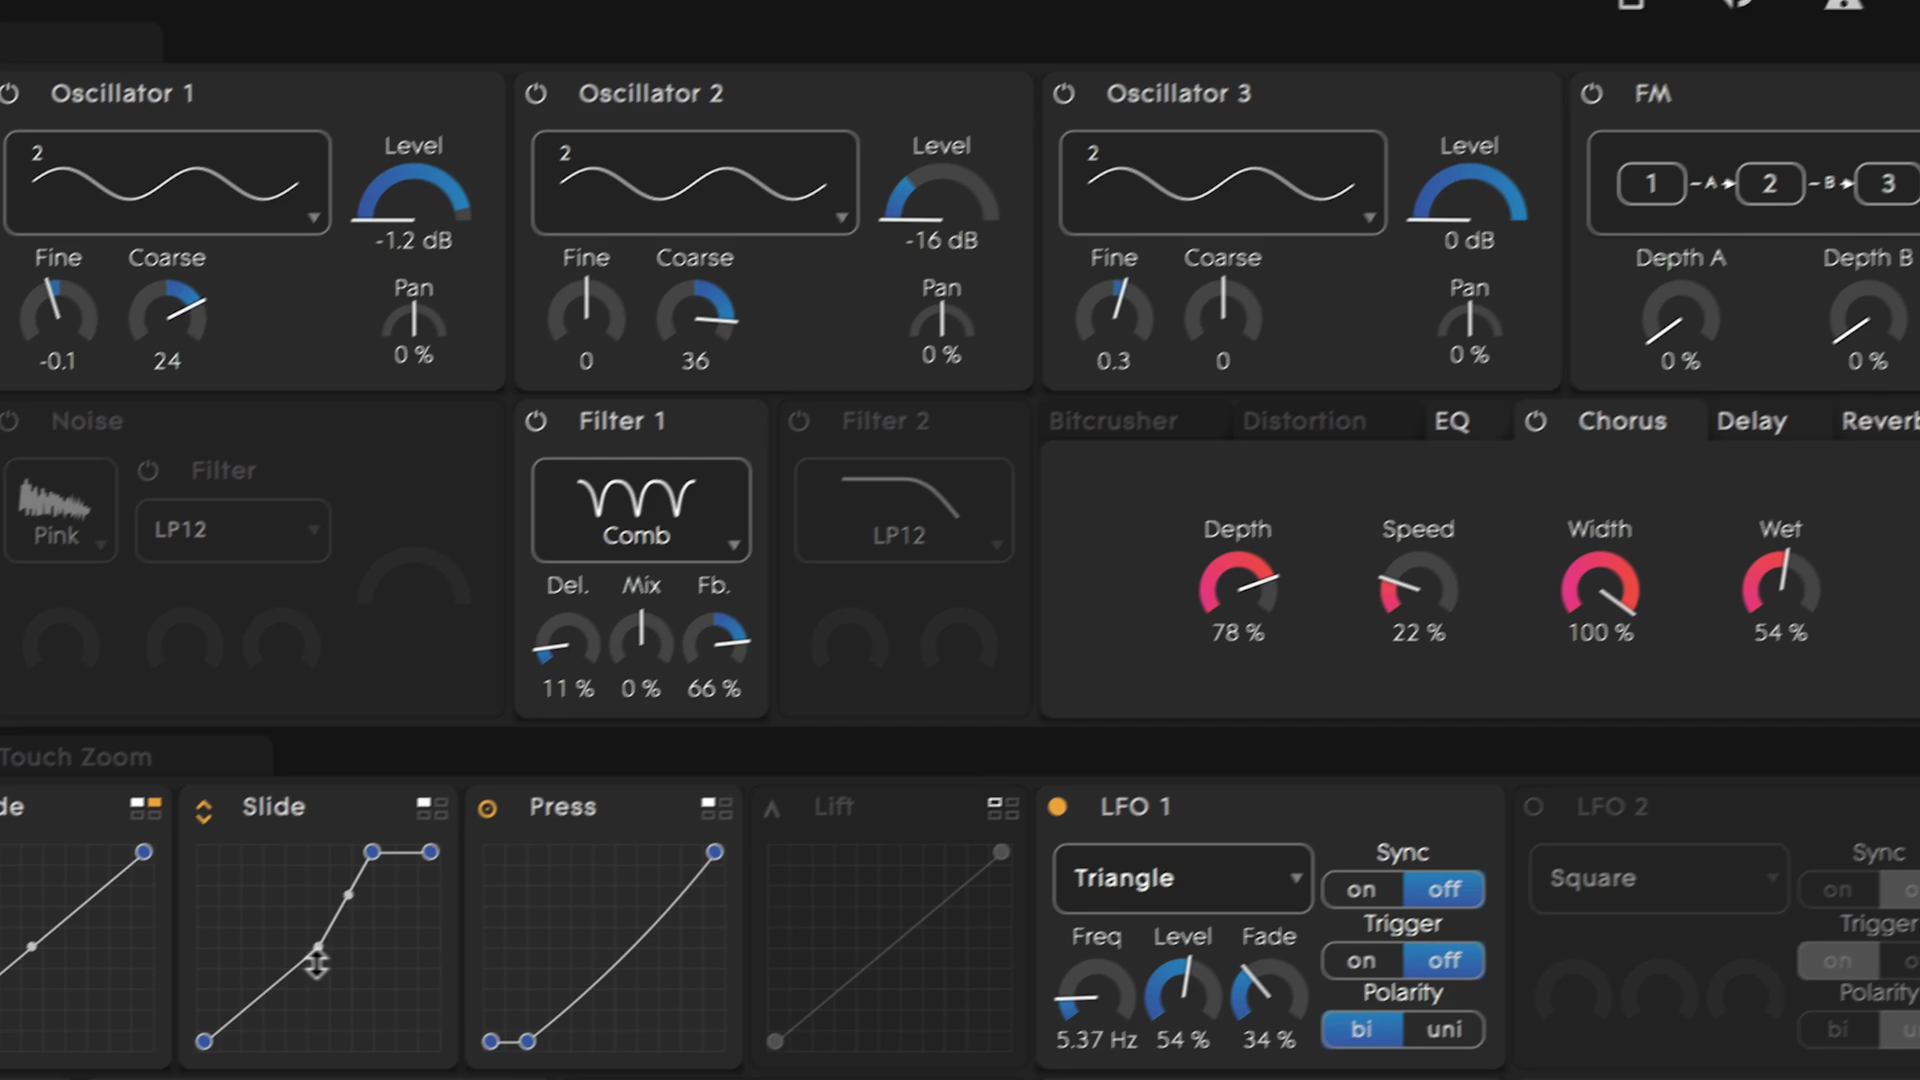 Oscillator 1
2
Level
-1.2 dB
Fine
Coarse
Pan
-0.1
24
0 %
Oscillator 2
2
Level
-16 dB
Fine
Coarse
Pan
0
36
0 %
Oscillator 3
2
Level
0 dB
Fine
Coarse
Pan
0.3
0
0 %
FM
1 A 2 B 3
Depth A
Depth B
0 %
0 %
Noise
Filter
Pink
LP12
Filter 1
Comb
Del. Mix Fb.
11 % 0 % 66 %
Filter 2
LP12
Bitcrusher Distortion EQ Chorus Delay Reverb
Depth Speed Width Wet
78 % 22 % 100 % 54 %
Touch Zoom
de
Slide
Press
Lift
LFO 1
Triangle
Sync
on off
Trigger
on off
Polarity
bi uni
Freq Level Fade
5.37 Hz 54 % 34 %
LFO 2
Square
Sync
on o
Trigger
on o
Polarity
bi u